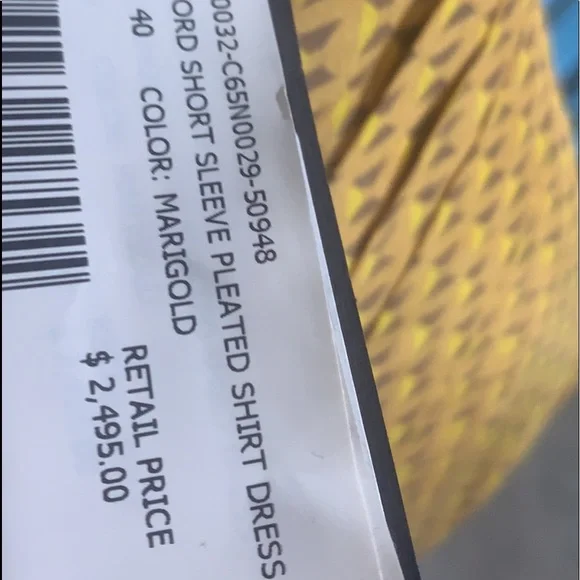 0032-C65N0029-50948
ORD SHORT SLEEVE PLEATED SHIRT DRESS
40 COLOR: MARIGOLD
RETAIL PRICE
$ 2,495.00